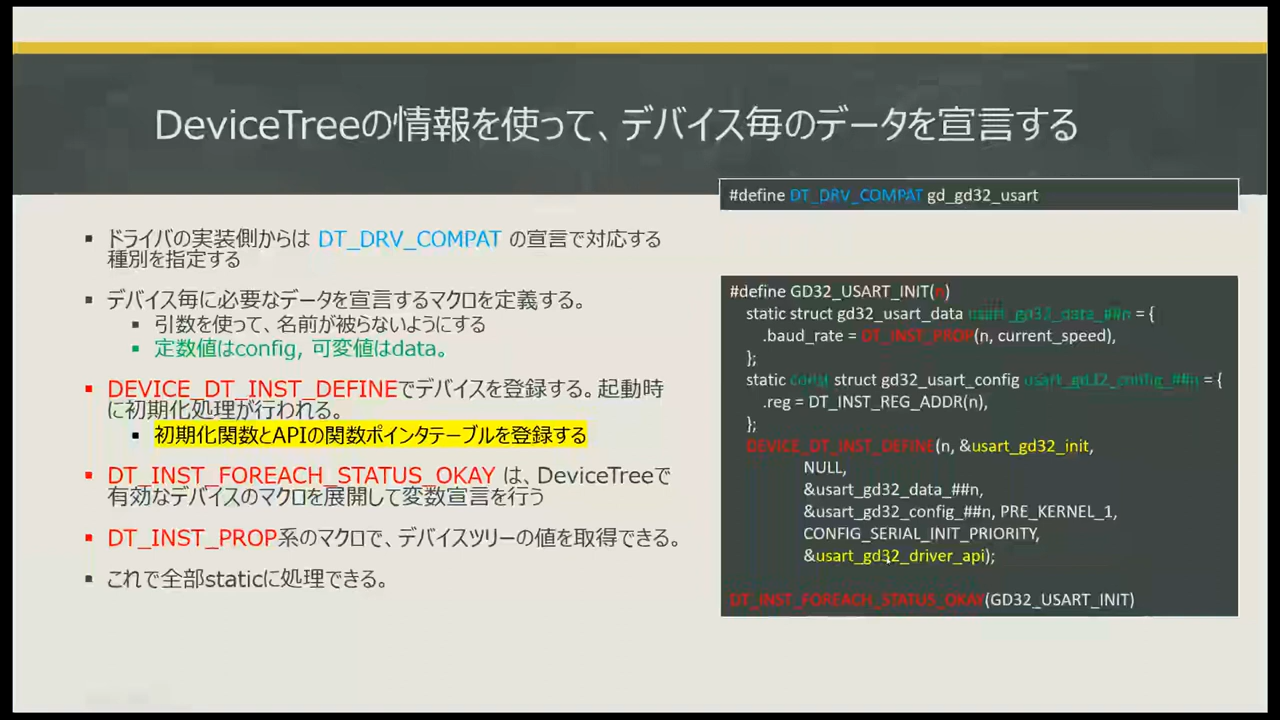 DeviceTreeの情報を使って、デバイス毎のデータを宣言する
#define DT_DRV_COMPAT gd_gd32_usart
▪ ドライバの実装側からは DT_DRV_COMPAT の宣言で対応する
種別を指定する
▪ デバイス毎に必要なデータを宣言するマクロを定義する。
▪ 引数を使って、名前が被らないようにする
▪ 定数値はconfig, 可変値はdata。
▪ DEVICE_DT_INST_DEFINEでデバイスを登録する。起動時
に初期化処理が行われる。
▪ 初期化関数とAPIの関数ポインタテーブルを登録する
▪ DT_INST_FOREACH_STATUS_OKAY は、DeviceTreeで
有効なデバイスのマクロを展開して変数宣言を行う
▪ DT_INST_PROP系のマクロで、デバイスツリーの値を取得できる。
▪ これで全部staticに処理できる。
#define GD32_USART_INIT(n)
static struct gd32_usart_data usart_gd32_data_##n = {
.baud_rate = DT_INST_PROP(n, current_speed),
};
static const struct gd32_usart_config usart_gd32_config_##n = {
.reg = DT_INST_REG_ADDR(n),
};
DEVICE_DT_INST_DEFINE(n, &usart_gd32_init,
NULL,
&usart_gd32_data_##n,
&usart_gd32_config_##n, PRE_KERNEL_1,
CONFIG_SERIAL_INIT_PRIORITY,
&usart_gd32_driver_api);
DT_INST_FOREACH_STATUS_OKAY(GD32_USART_INIT)